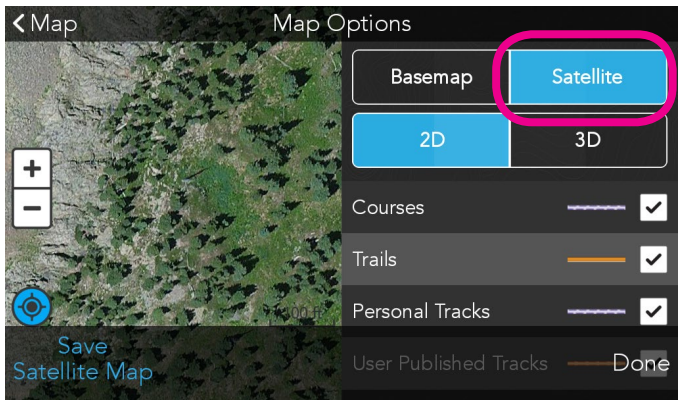 Map
Map Options
Basemap
Satellite
2D
3D
+
−
Courses
Trails
Personal Tracks
User Published Tracks
Done
Save
Satellite Map